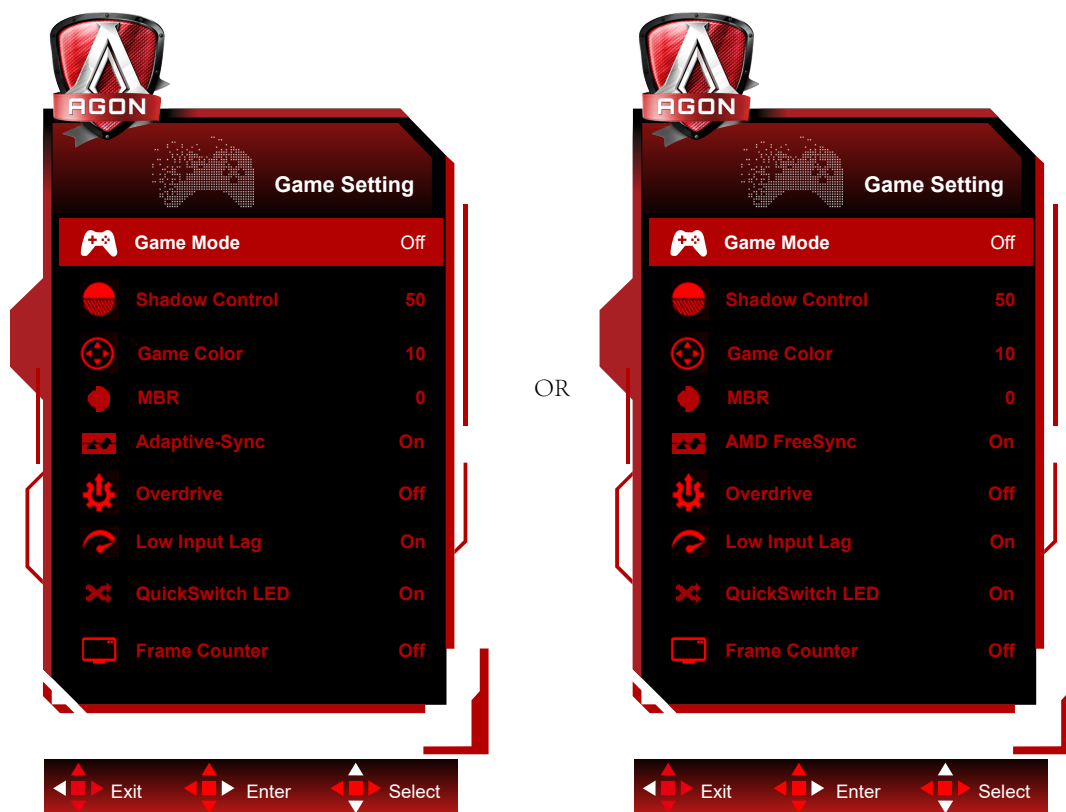 AGON
Game Setting
Game Mode Off
Shadow Control 50
Game Color 10
MBR 0
Adaptive-Sync On
Overdrive Off
Low Input Lag On
QuickSwitch LED On
Frame Counter Off
Exit Enter Select
OR
AGON
Game Setting
Game Mode Off
Shadow Control 50
Game Color 10
MBR 0
AMD FreeSync On
Overdrive Off
Low Input Lag On
QuickSwitch LED On
Frame Counter Off
Exit Enter Select